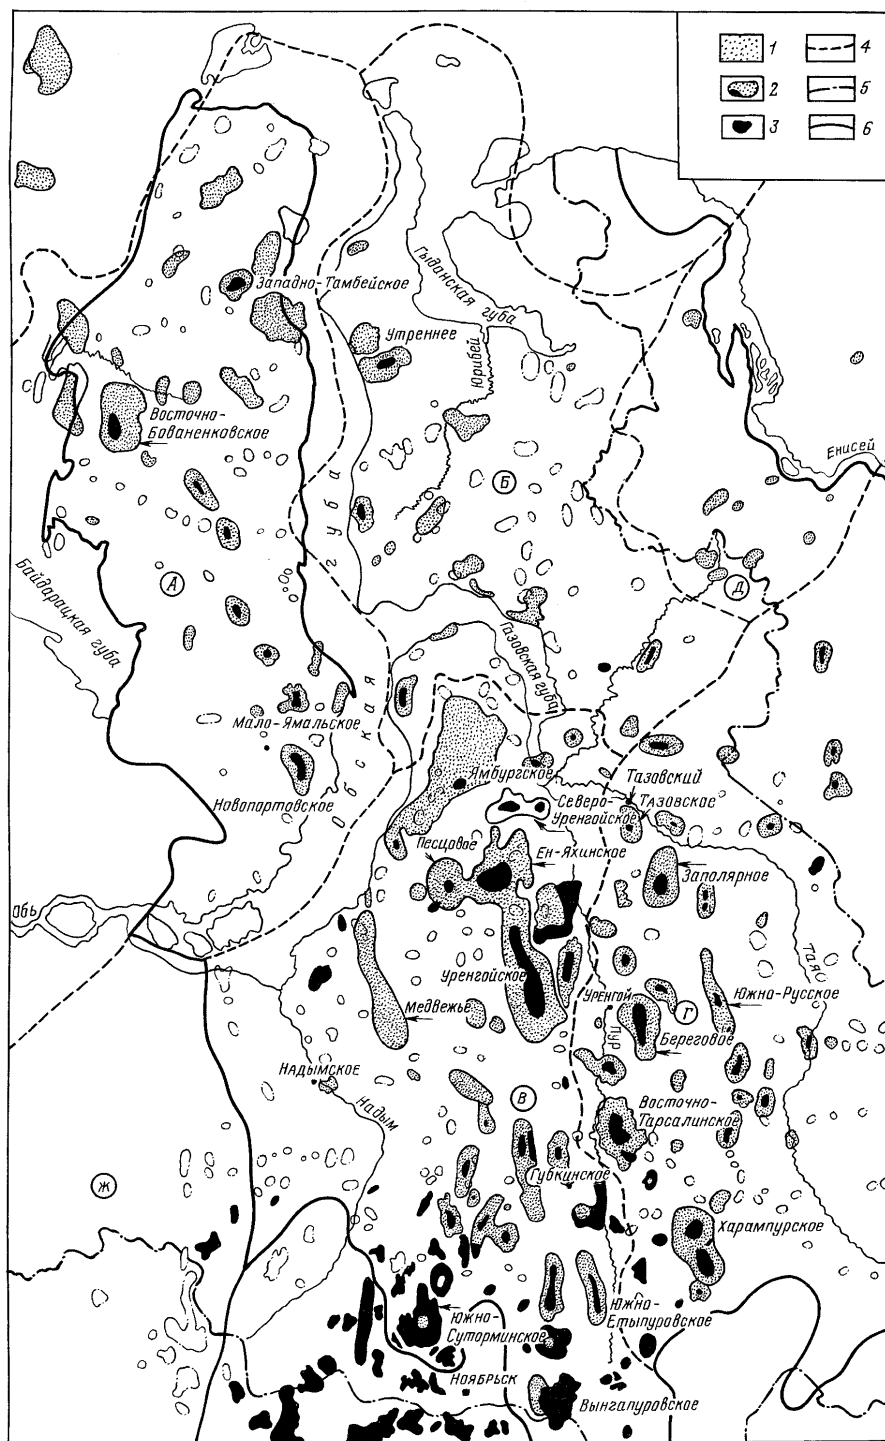 1
4
2
5
3
6
Гыданская
губа
Западно-Тамбейское
Утреннее
Юрибей
Восточно-
Бованенковское
Енисей
Б
губа
А
Д
Байдарацкая губа
Тазовская губа
Обская
Мало-Ямальское
Новопортовское
Ямбургское
Тазовский
Северо-
Уренгойское
Тазовское
Песцовое
Ен-Яхинское
Заполярное
Обь
Уренгойское
Медвежье
Уренгой
Г
Южно-Русское
Таз
Береговое
Пур
Надымское
Надым
В
Восточно-
Тарсалинское
Ж
Губкинское
Харампурское
Южно-
Сутορминское
Южно-
Етыпуровское
Ноябрьск
Вынгапуровское